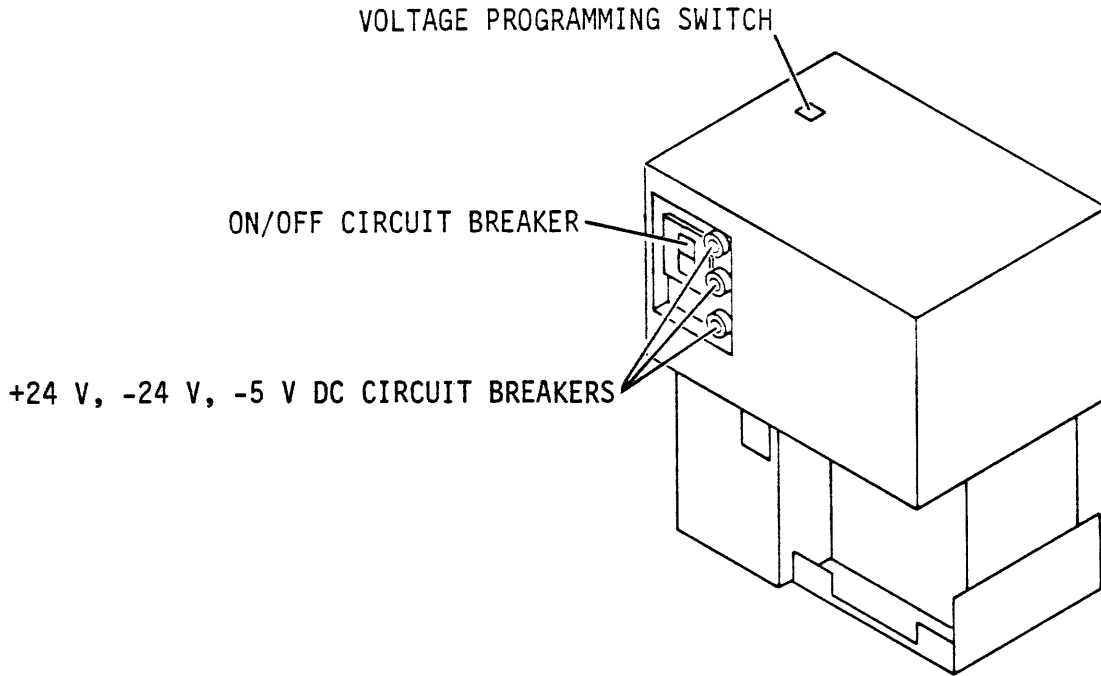 VOLTAGE PROGRAMMING SWITCH
ON/OFF CIRCUIT BREAKER
+24 V, -24 V, -5 V DC CIRCUIT BREAKERS